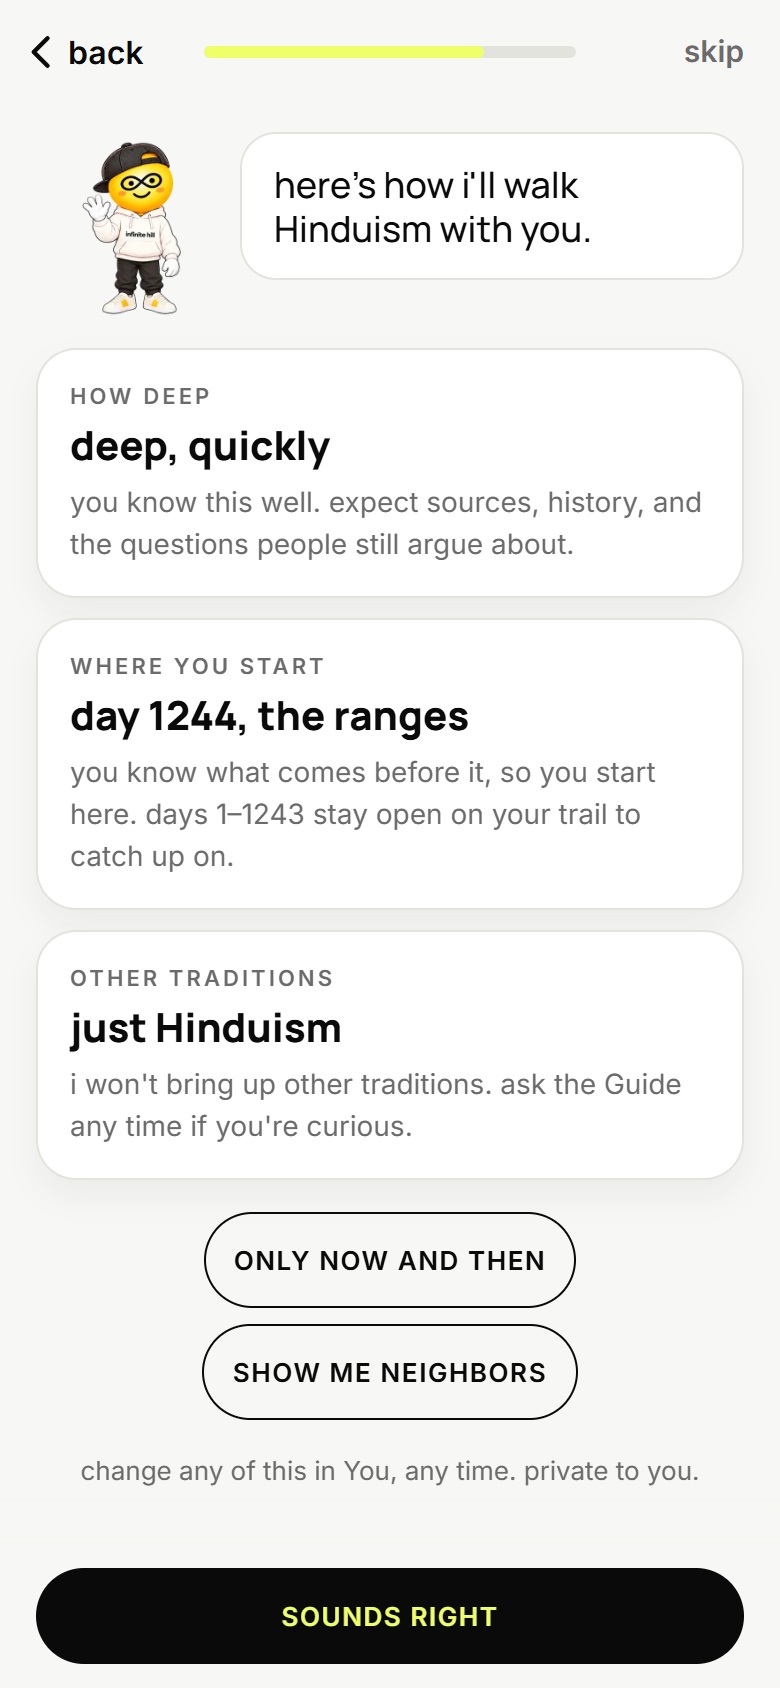 back
skip
infinite hill
here's how i'll walk
Hinduism with you.
HOW DEEP
deep, quickly
you know this well. expect sources, history, and
the questions people still argue about.
WHERE YOU START
day 1244, the ranges
you know what comes before it, so you start
here. days 1–1243 stay open on your trail to
catch up on.
OTHER TRADITIONS
just Hinduism
i won't bring up other traditions. ask the Guide
any time if you're curious.
ONLY NOW AND THEN
SHOW ME NEIGHBORS
change any of this in You, any time. private to you.
SOUNDS RIGHT